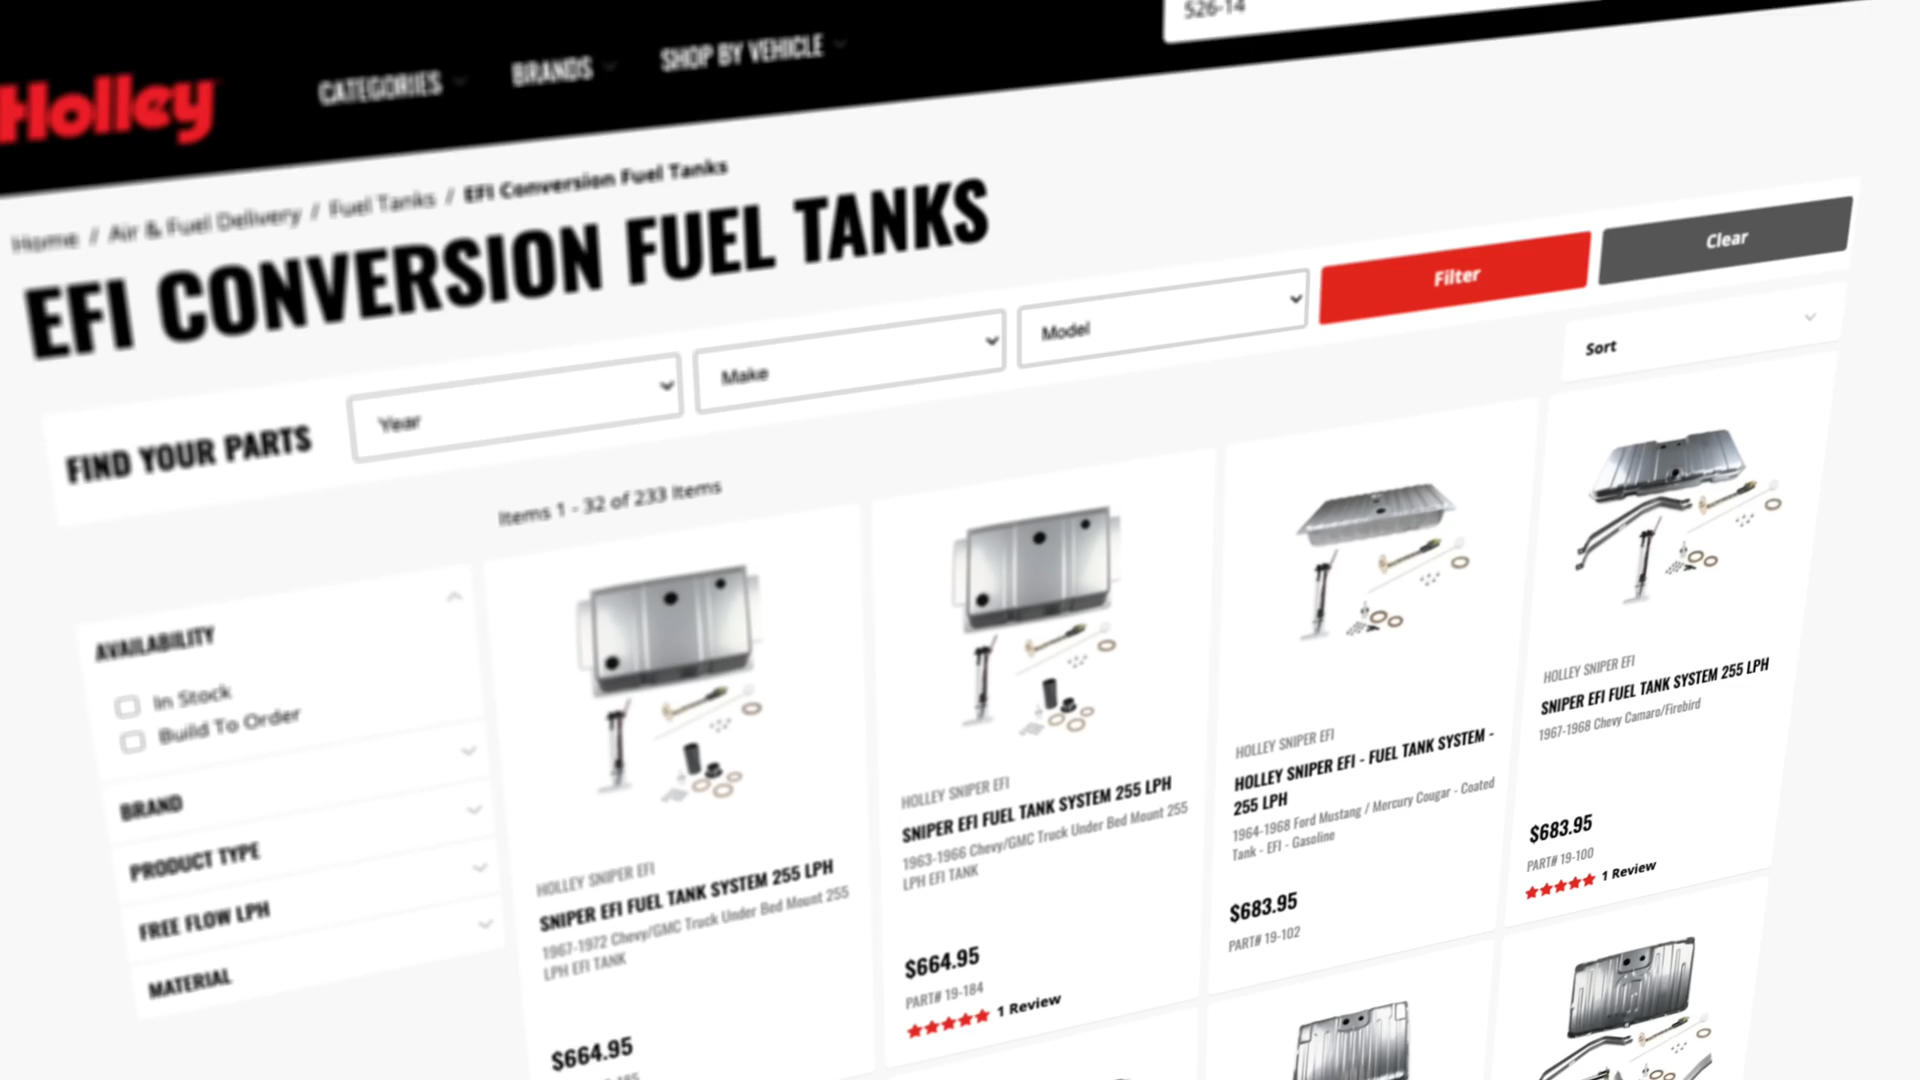 526-14
Holley
CATEGORIES
BRANDS
SHOP BY VEHICLE
Home / Air & Fuel Delivery / Fuel Tanks / EFI Conversion Fuel Tanks
EFI CONVERSION FUEL TANKS
FIND YOUR PARTS
Year
Make
Model
Filter
Clear
Sort
Items 1 - 32 of 233 Items
AVAILABILITY
In Stock
Build To Order
BRAND
PRODUCT TYPE
FREE FLOW LPH
MATERIAL
HOLLEY SNIPER EFI
SNIPER EFI FUEL TANK SYSTEM 255 LPH
1967-1972 Chevy/GMC Truck Under Bed Mount 255
LPH EFI TANK
$664.95
HOLLEY SNIPER EFI
SNIPER EFI FUEL TANK SYSTEM 255 LPH
1963-1966 Chevy/GMC Truck Under Bed Mount 255
LPH EFI TANK
$664.95
PART# 19-184
1 Review
HOLLEY SNIPER EFI
HOLLEY SNIPER EFI - FUEL TANK SYSTEM -
255 LPH
1964-1968 Ford Mustang / Mercury Cougar - Coated
Tank - EFI - Gasoline
$683.95
PART# 19-102
HOLLEY SNIPER EFI
SNIPER EFI FUEL TANK SYSTEM 255 LPH
1967-1968 Chevy Camaro/Firebird
$683.95
PART# 19-100
1 Review